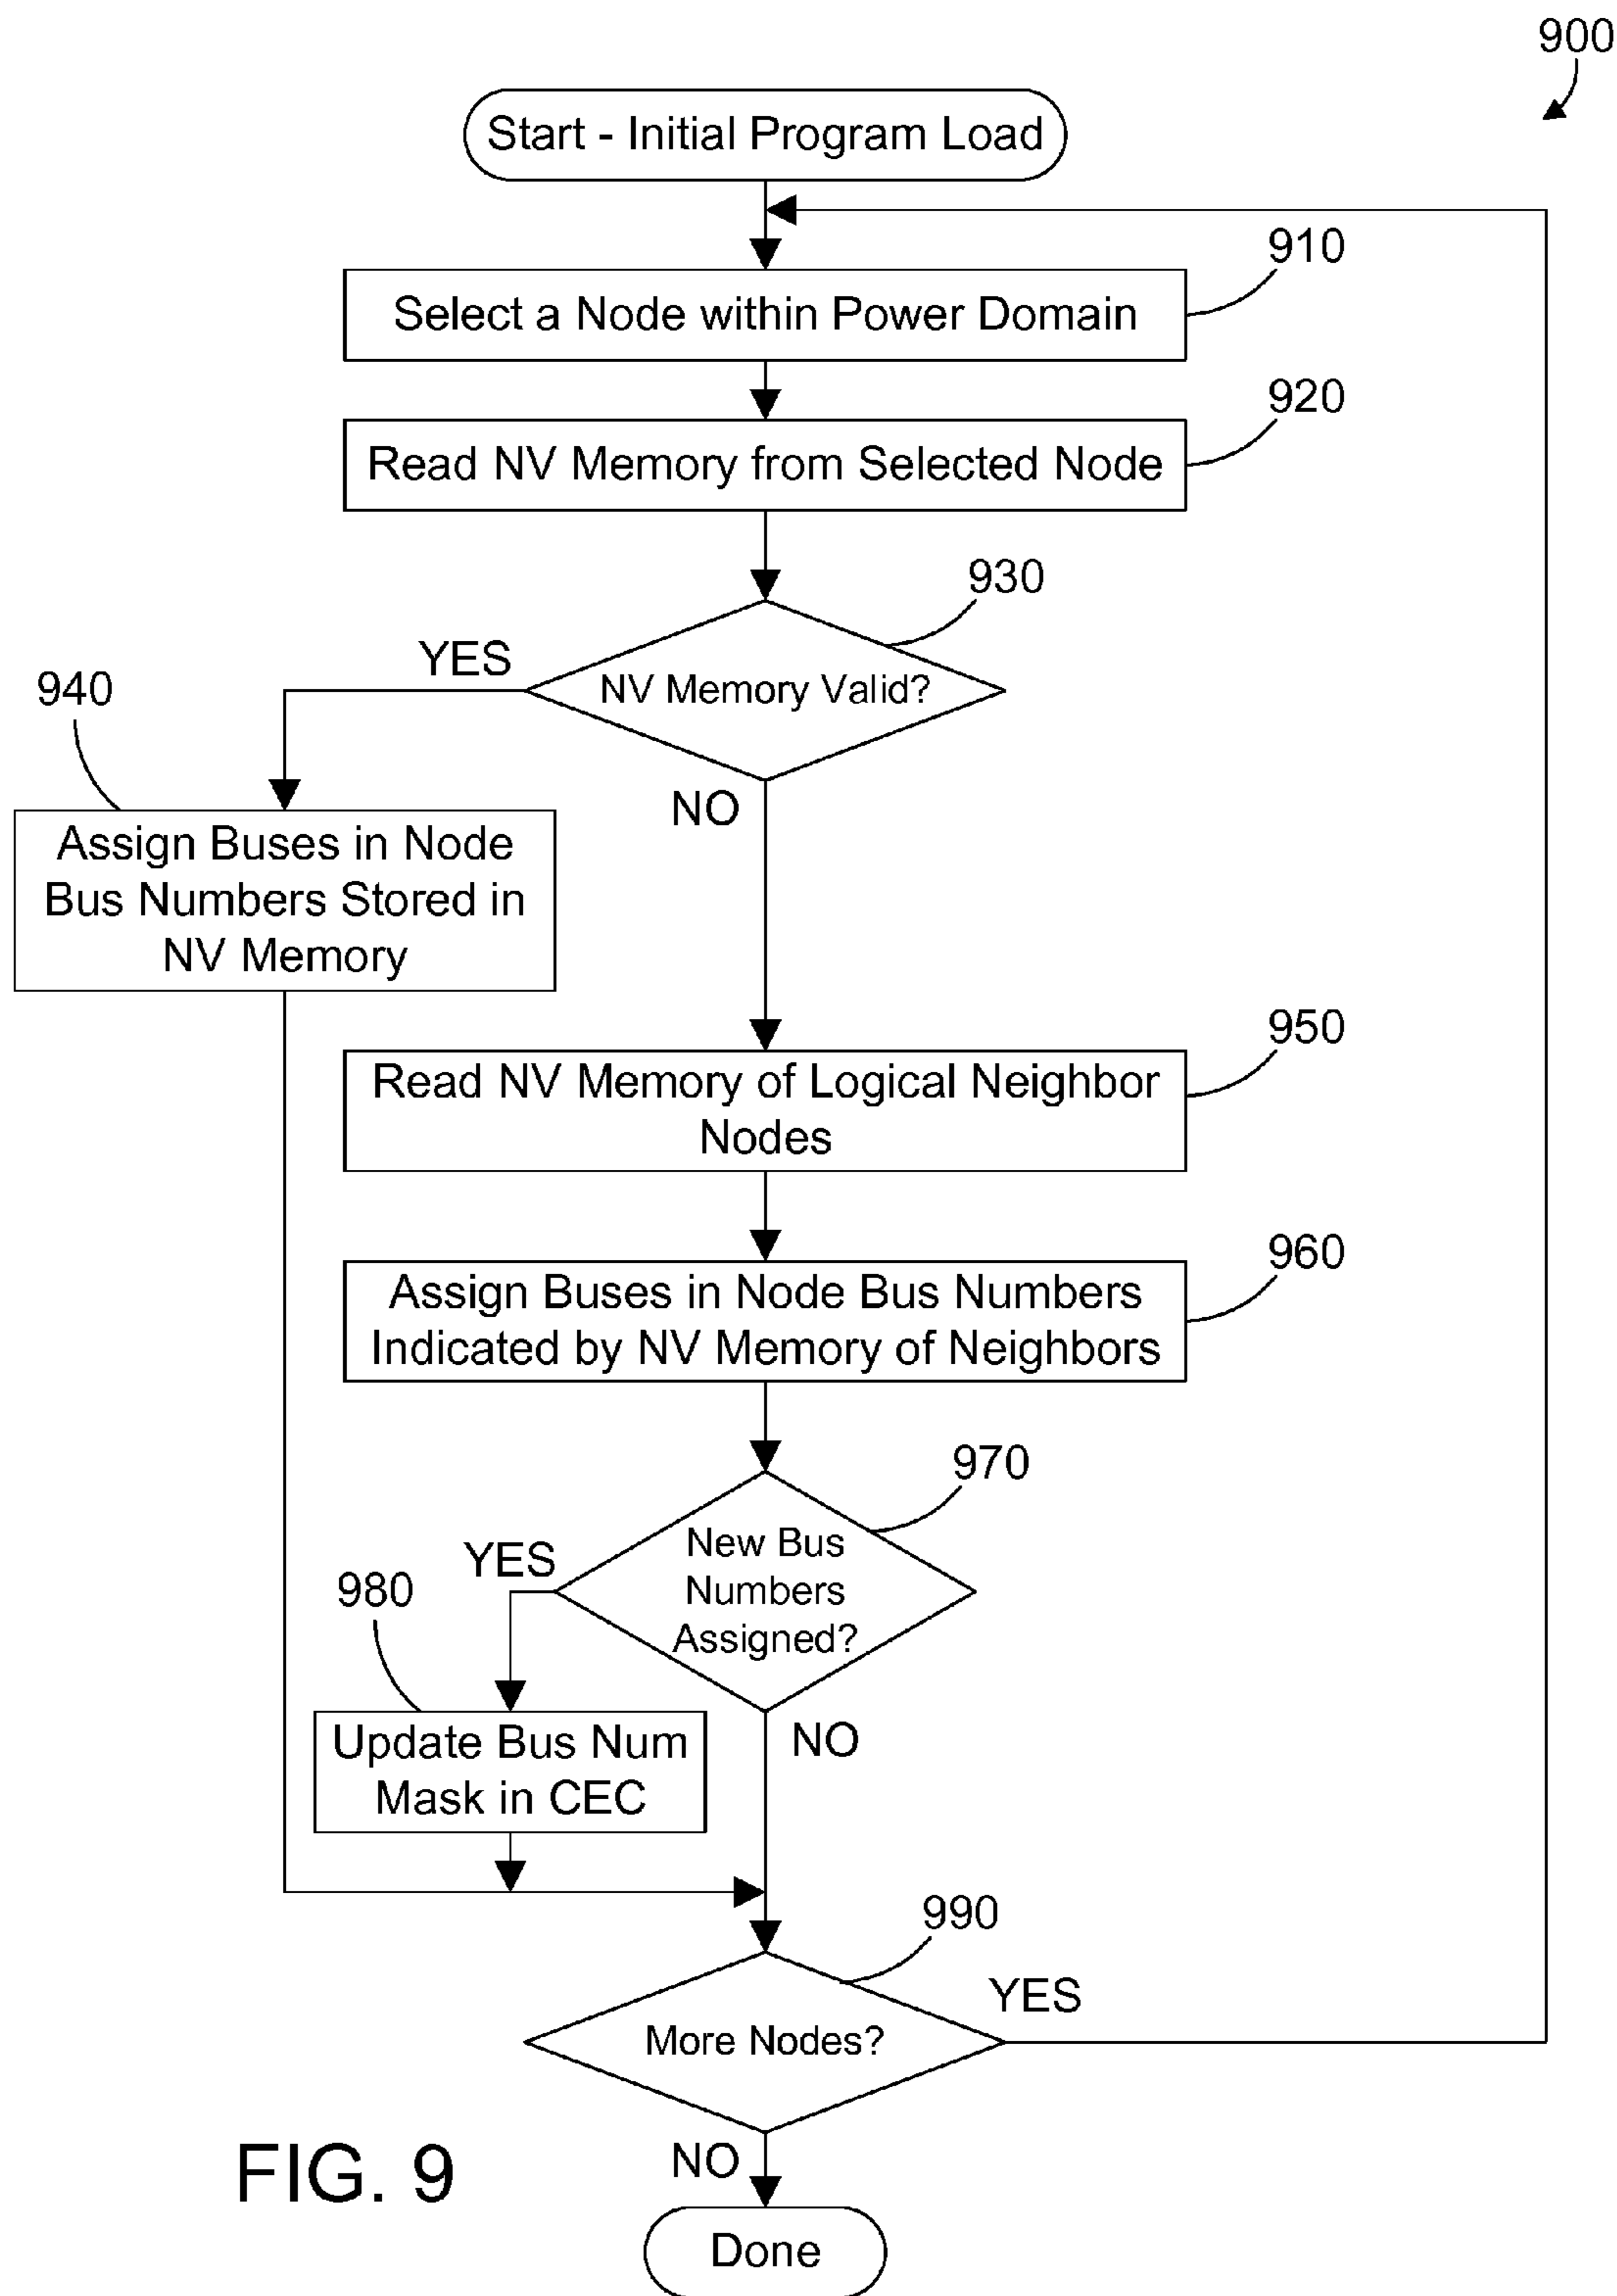 900
Start - Initial Program Load
910
Select a Node within Power Domain
920
Read NV Memory from Selected Node
930
YES
NV Memory Valid?
940
NO
Assign Buses in Node
Bus Numbers Stored in
NV Memory
950
Read NV Memory of Logical Neighbor
Nodes
960
Assign Buses in Node Bus Numbers
Indicated by NV Memory of Neighbors
970
YES
New Bus
Numbers
Assigned?
980
NO
Update Bus Num
Mask in CEC
990
YES
More Nodes?
NO
FIG. 9
Done